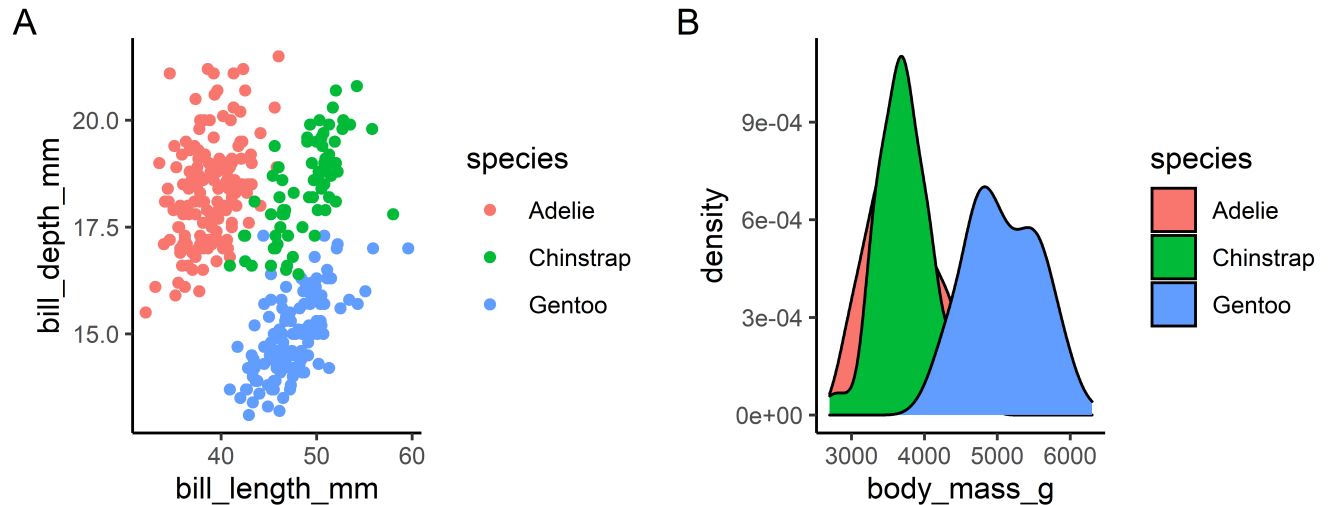 A
bill_depth_mm
20.0
17.5
15.0
40 50 60
bill_length_mm
species
Adelie
Chinstrap
Gentoo
B
density
9e-04
6e-04
3e-04
0e+00
3000 4000 5000 6000
body_mass_g
species
Adelie
Chinstrap
Gentoo